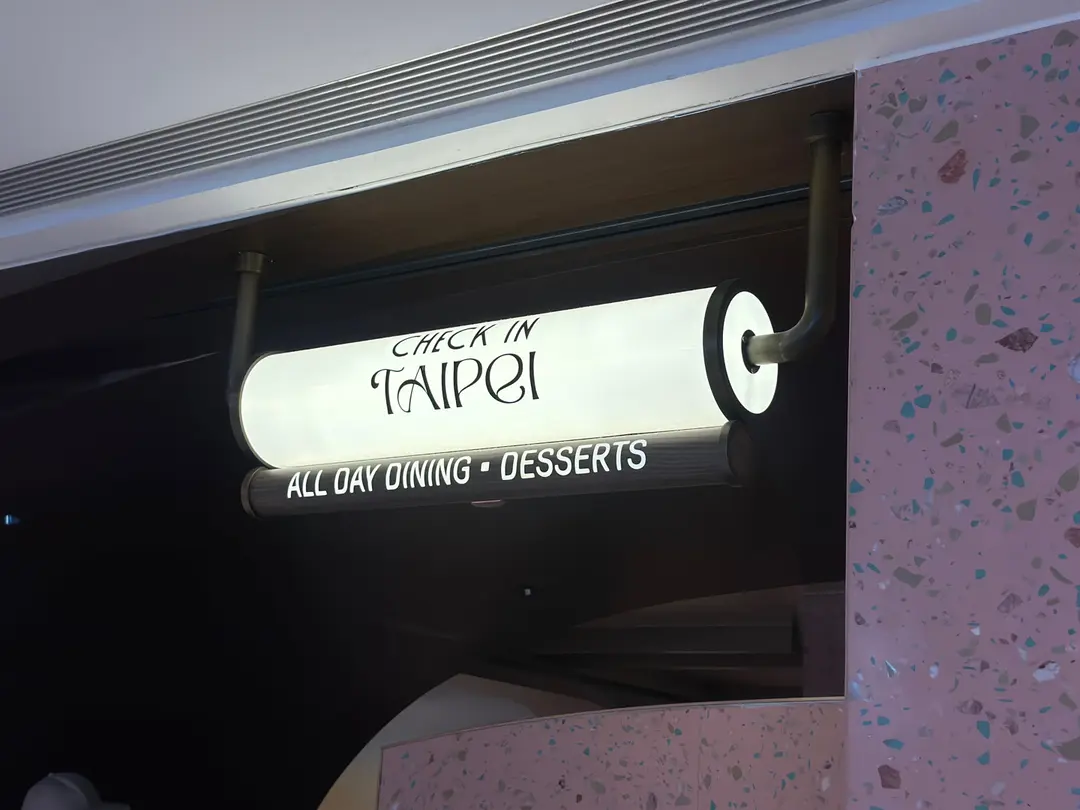 CHECK IN
TAIPEI
ALL DAY DINING ▪ DESSERTS